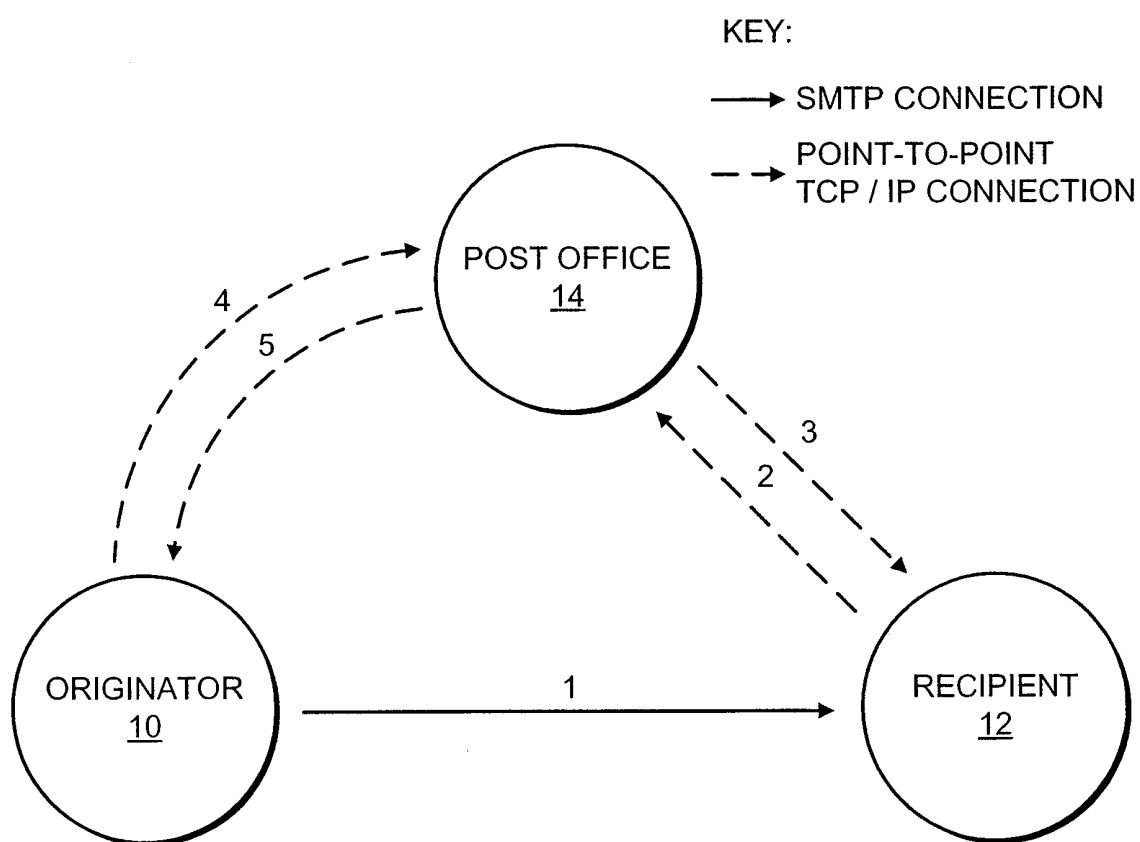 KEY:
SMTP CONNECTION
POINT-TO-POINT
TCP / IP CONNECTION
POST OFFICE
14
4
5
3
2
ORIGINATOR
10
1
RECIPIENT
12